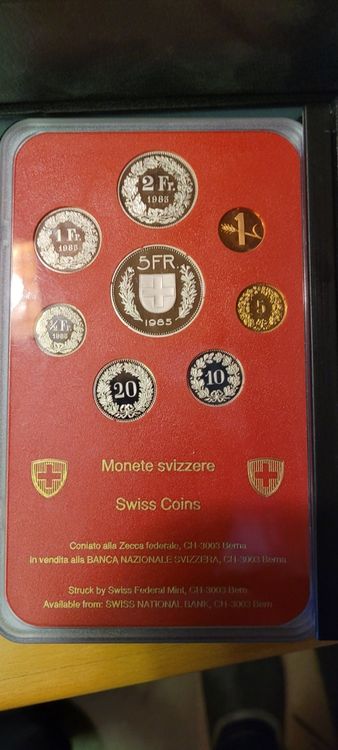 2 Fr.
1985
1 Fr.
1985
1
5 FR
1985
5
½ Fr.
1985
20
10
Monete svizzere
Swiss Coins
Coniato alla Zecca federale, CH-3003 Berna
in vendita alla BANCA NAZIONALE SVIZZERA, CH-3003 Berna
Struck by Swiss Federal Mint, CH-3003 Bern
Available from: SWISS NATIONAL BANK, CH-3003 Bern